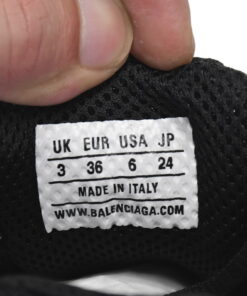 UK EUR USA JP
3 36 6 24
MADE IN ITALY
WWW.BALENCIAGA.COM